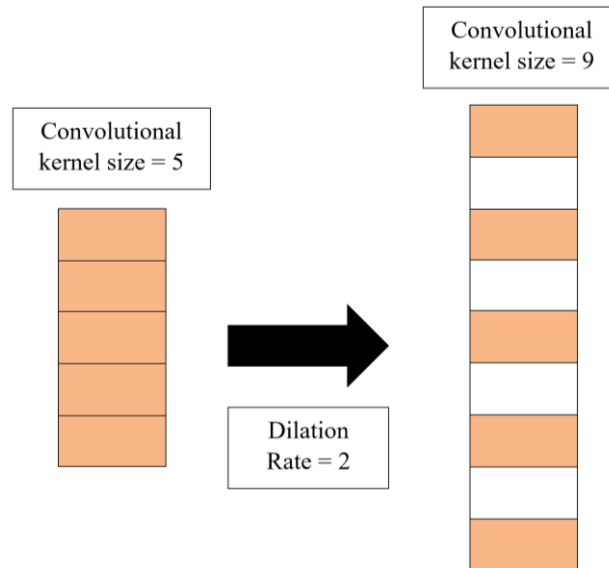 Convolutional
kernel size = 5
Dilation
Rate = 2
Convolutional
kernel size = 9